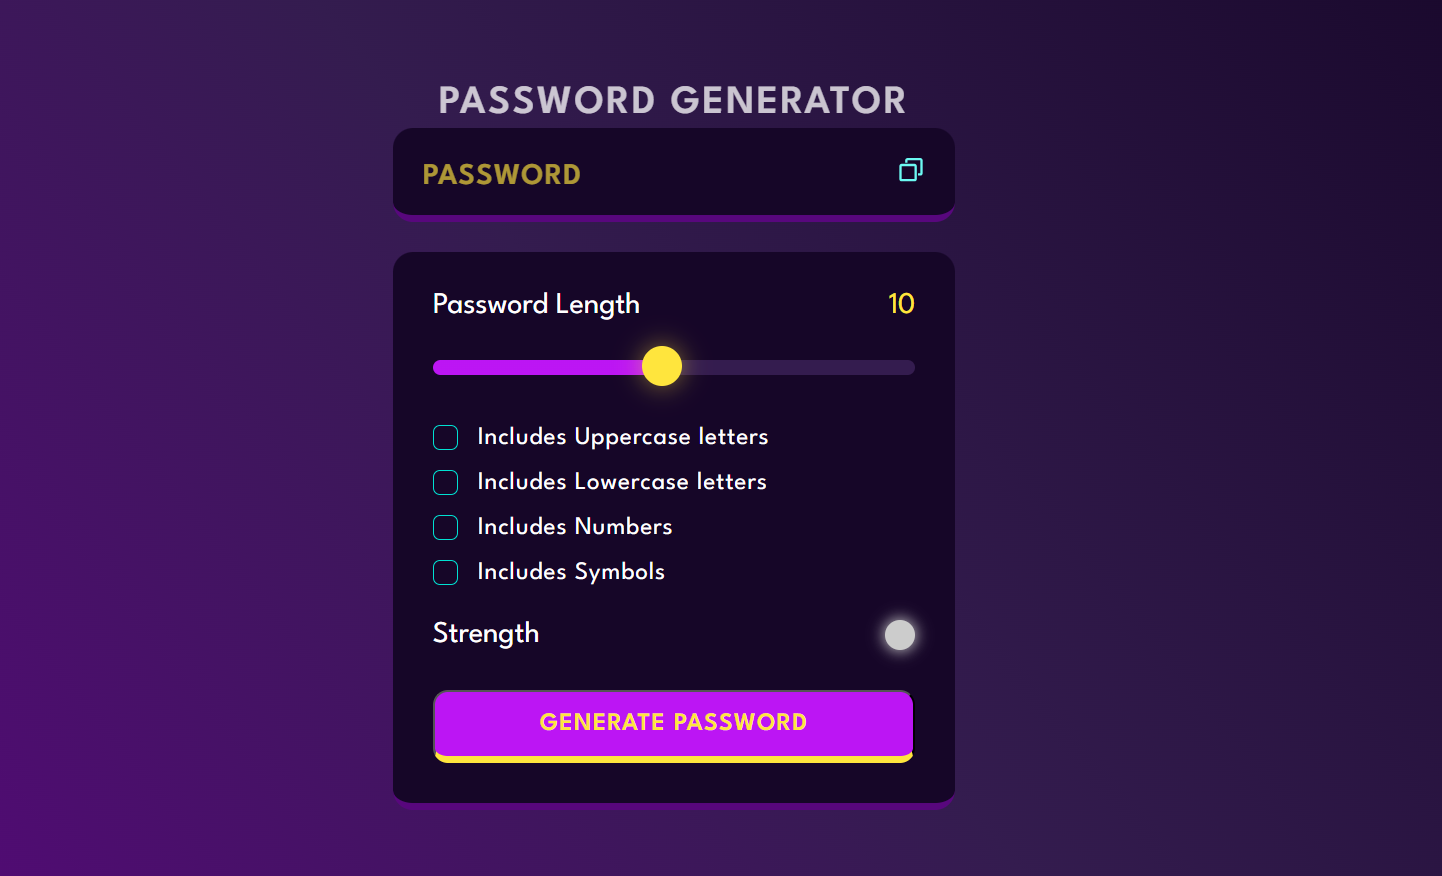 PASSWORD GENERATOR
PASSWORD
Password Length 10
Includes Uppercase letters
Includes Lowercase letters
Includes Numbers
Includes Symbols
Strength
GENERATE PASSWORD